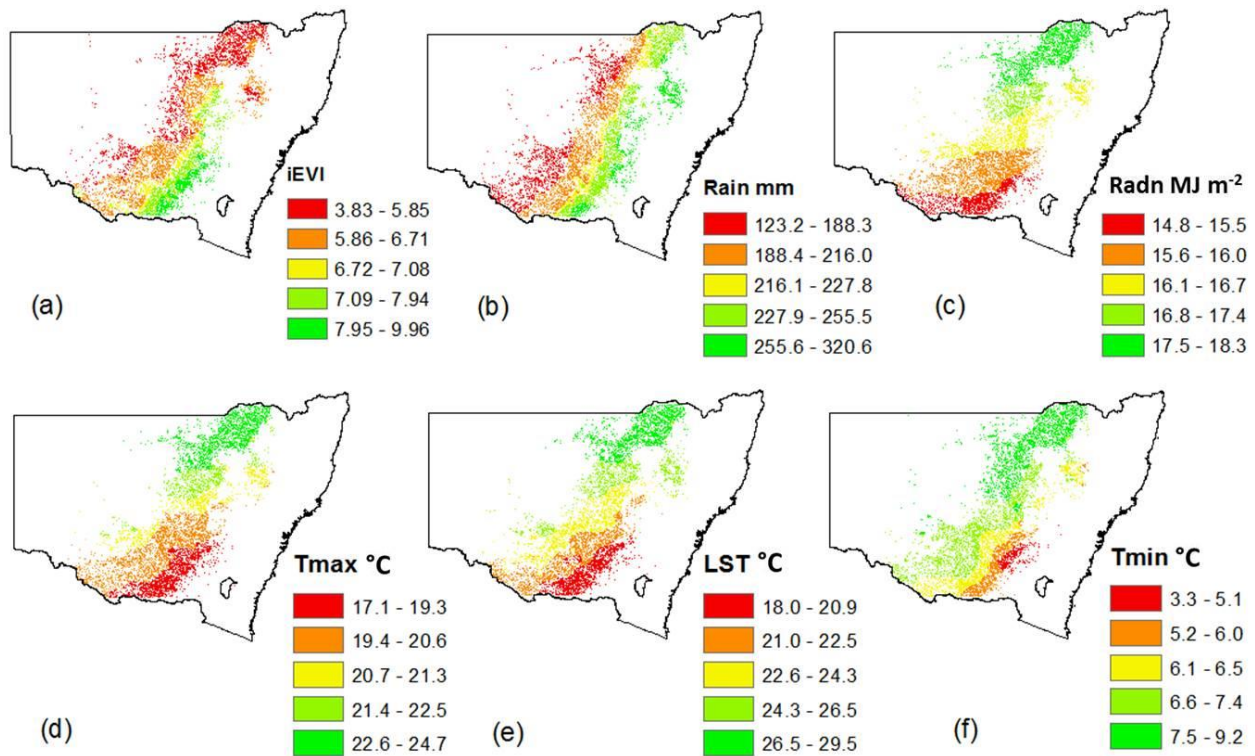 iEVI
3.83 - 5.85
5.86 - 6.71
6.72 - 7.08
7.09 - 7.94
7.95 - 9.96
(a)
Rain mm
123.2 - 188.3
188.4 - 216.0
216.1 - 227.8
227.9 - 255.5
255.6 - 320.6
(b)
Radn MJ m⁻²
14.8 - 15.5
15.6 - 16.0
16.1 - 16.7
16.8 - 17.4
17.5 - 18.3
(c)
Tmax °C
17.1 - 19.3
19.4 - 20.6
20.7 - 21.3
21.4 - 22.5
22.6 - 24.7
(d)
LST °C
18.0 - 20.9
21.0 - 22.5
22.6 - 24.3
24.3 - 26.5
26.5 - 29.5
(e)
Tmin °C
3.3 - 5.1
5.2 - 6.0
6.1 - 6.5
6.6 - 7.4
7.5 - 9.2
(f)